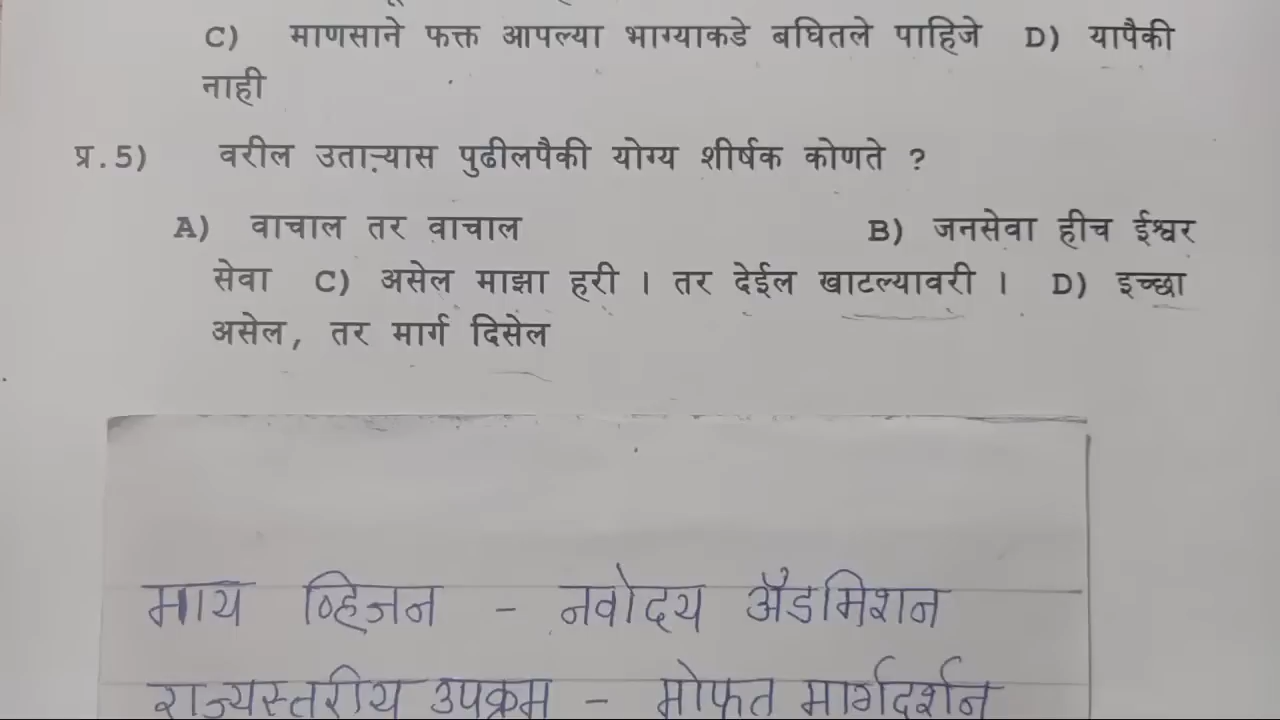 C) माणसाने फक्त आपल्या भाग्याकडे बघितले पाहिजे D) यापैकी
नाही
प्र.5) वरील उताऱ्यास पुढीलपैकी योग्य शीर्षक कोणते ?
A) वाचाल तर वाचाल B) जनसेवा हीच ईश्वर
सेवा C) असेल माझा हरी । तर देईल खाटल्यावरी । D) इच्छा
असेल, तर मार्ग दिसेल
माय व्हिजन - नवोदय ॲडमिशन
राज्यस्तरीय उपक्रम - मोफत मार्गदर्शन